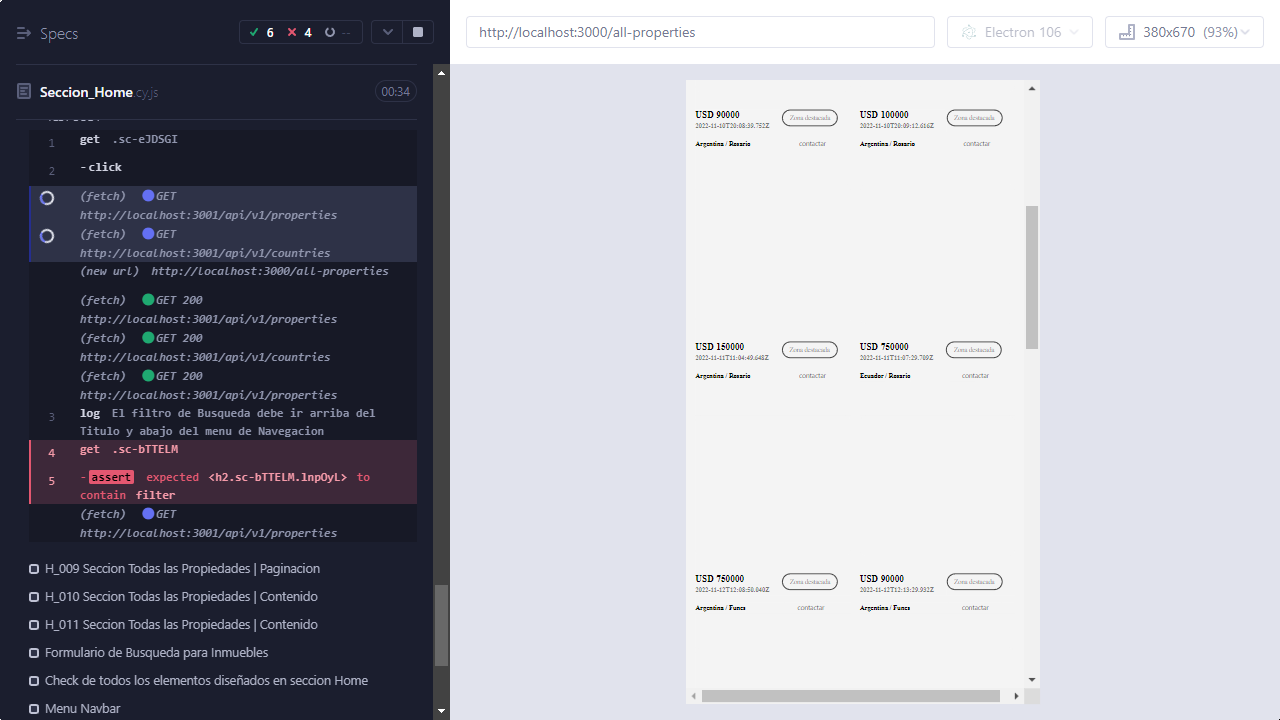 Specs
6
4
--
Seccion_Home.cy.js
00:34
1 get .sc-eJDSGI
2 -click
(fetch) GET
http://localhost:3001/api/v1/properties
(fetch) GET
http://localhost:3001/api/v1/countries
(new url) http://localhost:3000/all-properties
(fetch) GET 200
http://localhost:3001/api/v1/properties
(fetch) GET 200
http://localhost:3001/api/v1/countries
(fetch) GET 200
http://localhost:3001/api/v1/properties
3 log El filtro de Busqueda debe ir arriba del
Titulo y abajo del menu de Navegacion
4 get .sc-bTTELM
5 -assert expected <h2.sc-bTTELM.lnpOyL> to
contain filter
(fetch) GET
http://localhost:3001/api/v1/properties
H_009 Seccion Todas las Propiedades | Paginacion
H_010 Seccion Todas las Propiedades | Contenido
H_011 Seccion Todas las Propiedades | Contenido
Formulario de Busqueda para Inmuebles
Check de todos los elementos diseñados en seccion Home
Menu Navbar
http://localhost:3000/all-properties
Electron 106
380x670 (93%)
USD 90000 Zona destacada USD 100000 Zona destacada
2022-11-10T20:08:39.752Z 2022-11-10T20:09:12.616Z
Argentina / Rosario contactar Argentina / Rosario contactar
USD 150000 Zona destacada USD 750000 Zona destacada
2022-11-11T11:04:49.648Z 2022-11-11T11:07:29.709Z
Argentina / Rosario contactar Ecuador / Rosario contactar
USD 750000 Zona destacada USD 90000 Zona destacada
2022-11-12T12:08:50.040Z 2022-11-12T12:13:29.932Z
Argentina / Funes contactar Argentina / Funes contactar